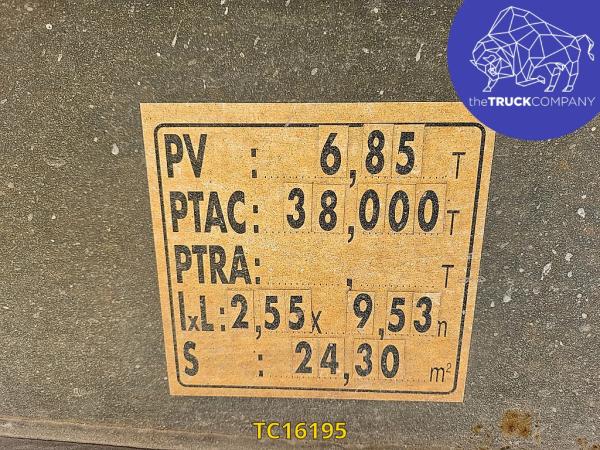 theTRUCKCOMPANY
PV : 6,85 T
PTAC: 38,000 T
PTRA: , T
lxL: 2,55 x 9,53 m
S : 24,30 m²
TC16195